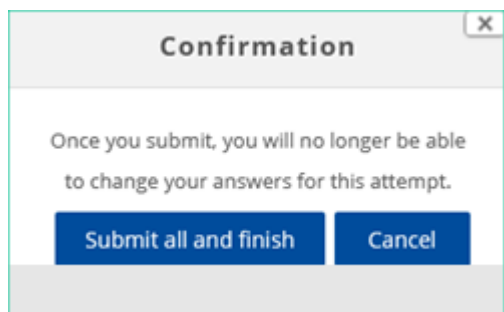 Confirmation
Once you submit, you will no longer be able
to change your answers for this attempt.
Submit all and finish Cancel